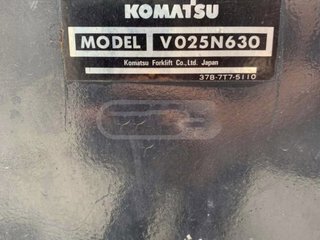 KOMATSU
MODEL V025N630
Komatsu Forklift Co., Ltd. Japan
37B-7T7-5110